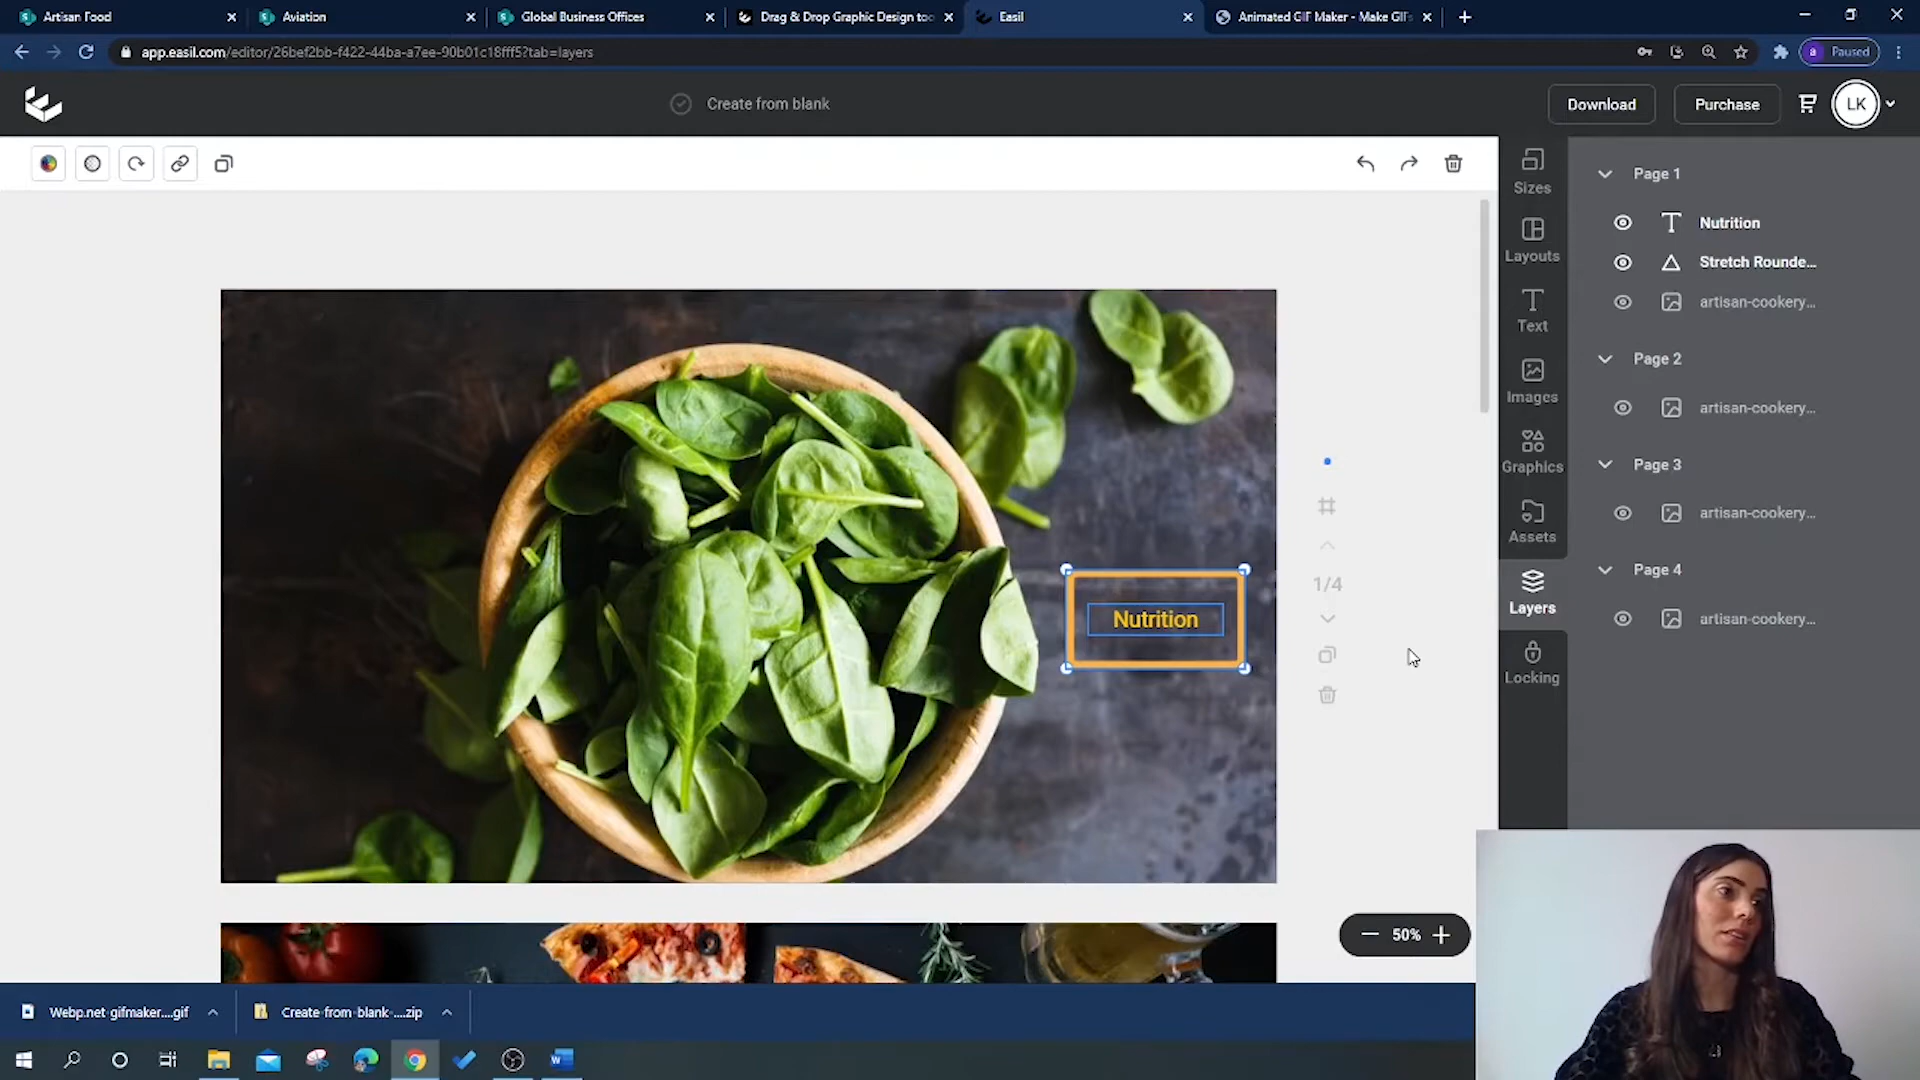 Artisan Food
Aviation
Global Business Offices
Drag & Drop Graphic Design too
Easil
Animated GIF Maker - Make GIFs
app.easil.com/editor/26bef2bb-f422-44ba-a7ee-90b01c18fff5?tab=layers
a Paused
Create from blank
Download
Purchase
LK
Sizes
Layouts
Text
Images
Graphics
Assets
Layers
Locking
Page 1
Nutrition
Stretch Rounde...
artisan-cookery...
Page 2
artisan-cookery...
Page 3
artisan-cookery...
Page 4
artisan-cookery...
Nutrition
1/4
50%
Webp.net-gifmaker....gif
Create from blank ....zip